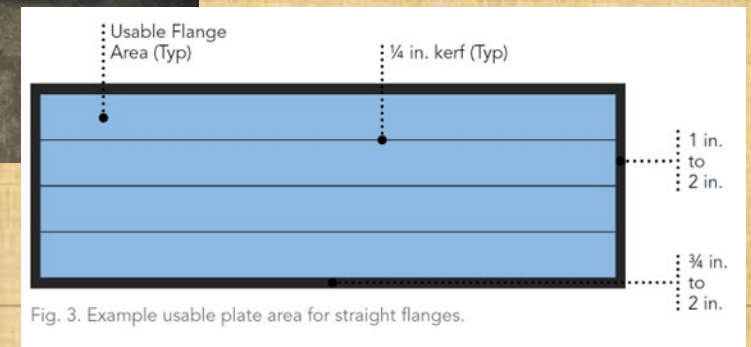 Usable Flange
Area (Typ)
¼ in. kerf (Typ)
1 in.
to
2 in.
¾ in.
to
2 in.
Fig. 3. Example usable plate area for straight flanges.